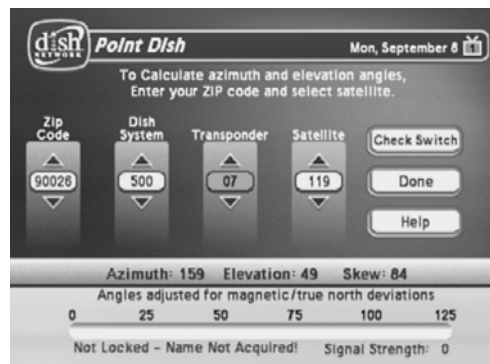 dish
NETWORK
Point Dish
Mon, September 8
To Calculate azimuth and elevation angles,
Enter your ZIP code and select satellite.
Zip Code
Dish System
Transponder
Satellite
90026
500
07
119
Check Switch
Done
Help
Azimuth: 159 Elevation: 49 Skew: 84
Angles adjusted for magnetic/true north deviations
0 25 50 75 100 125
Not Locked - Name Not Acquired! Signal Strength: 0